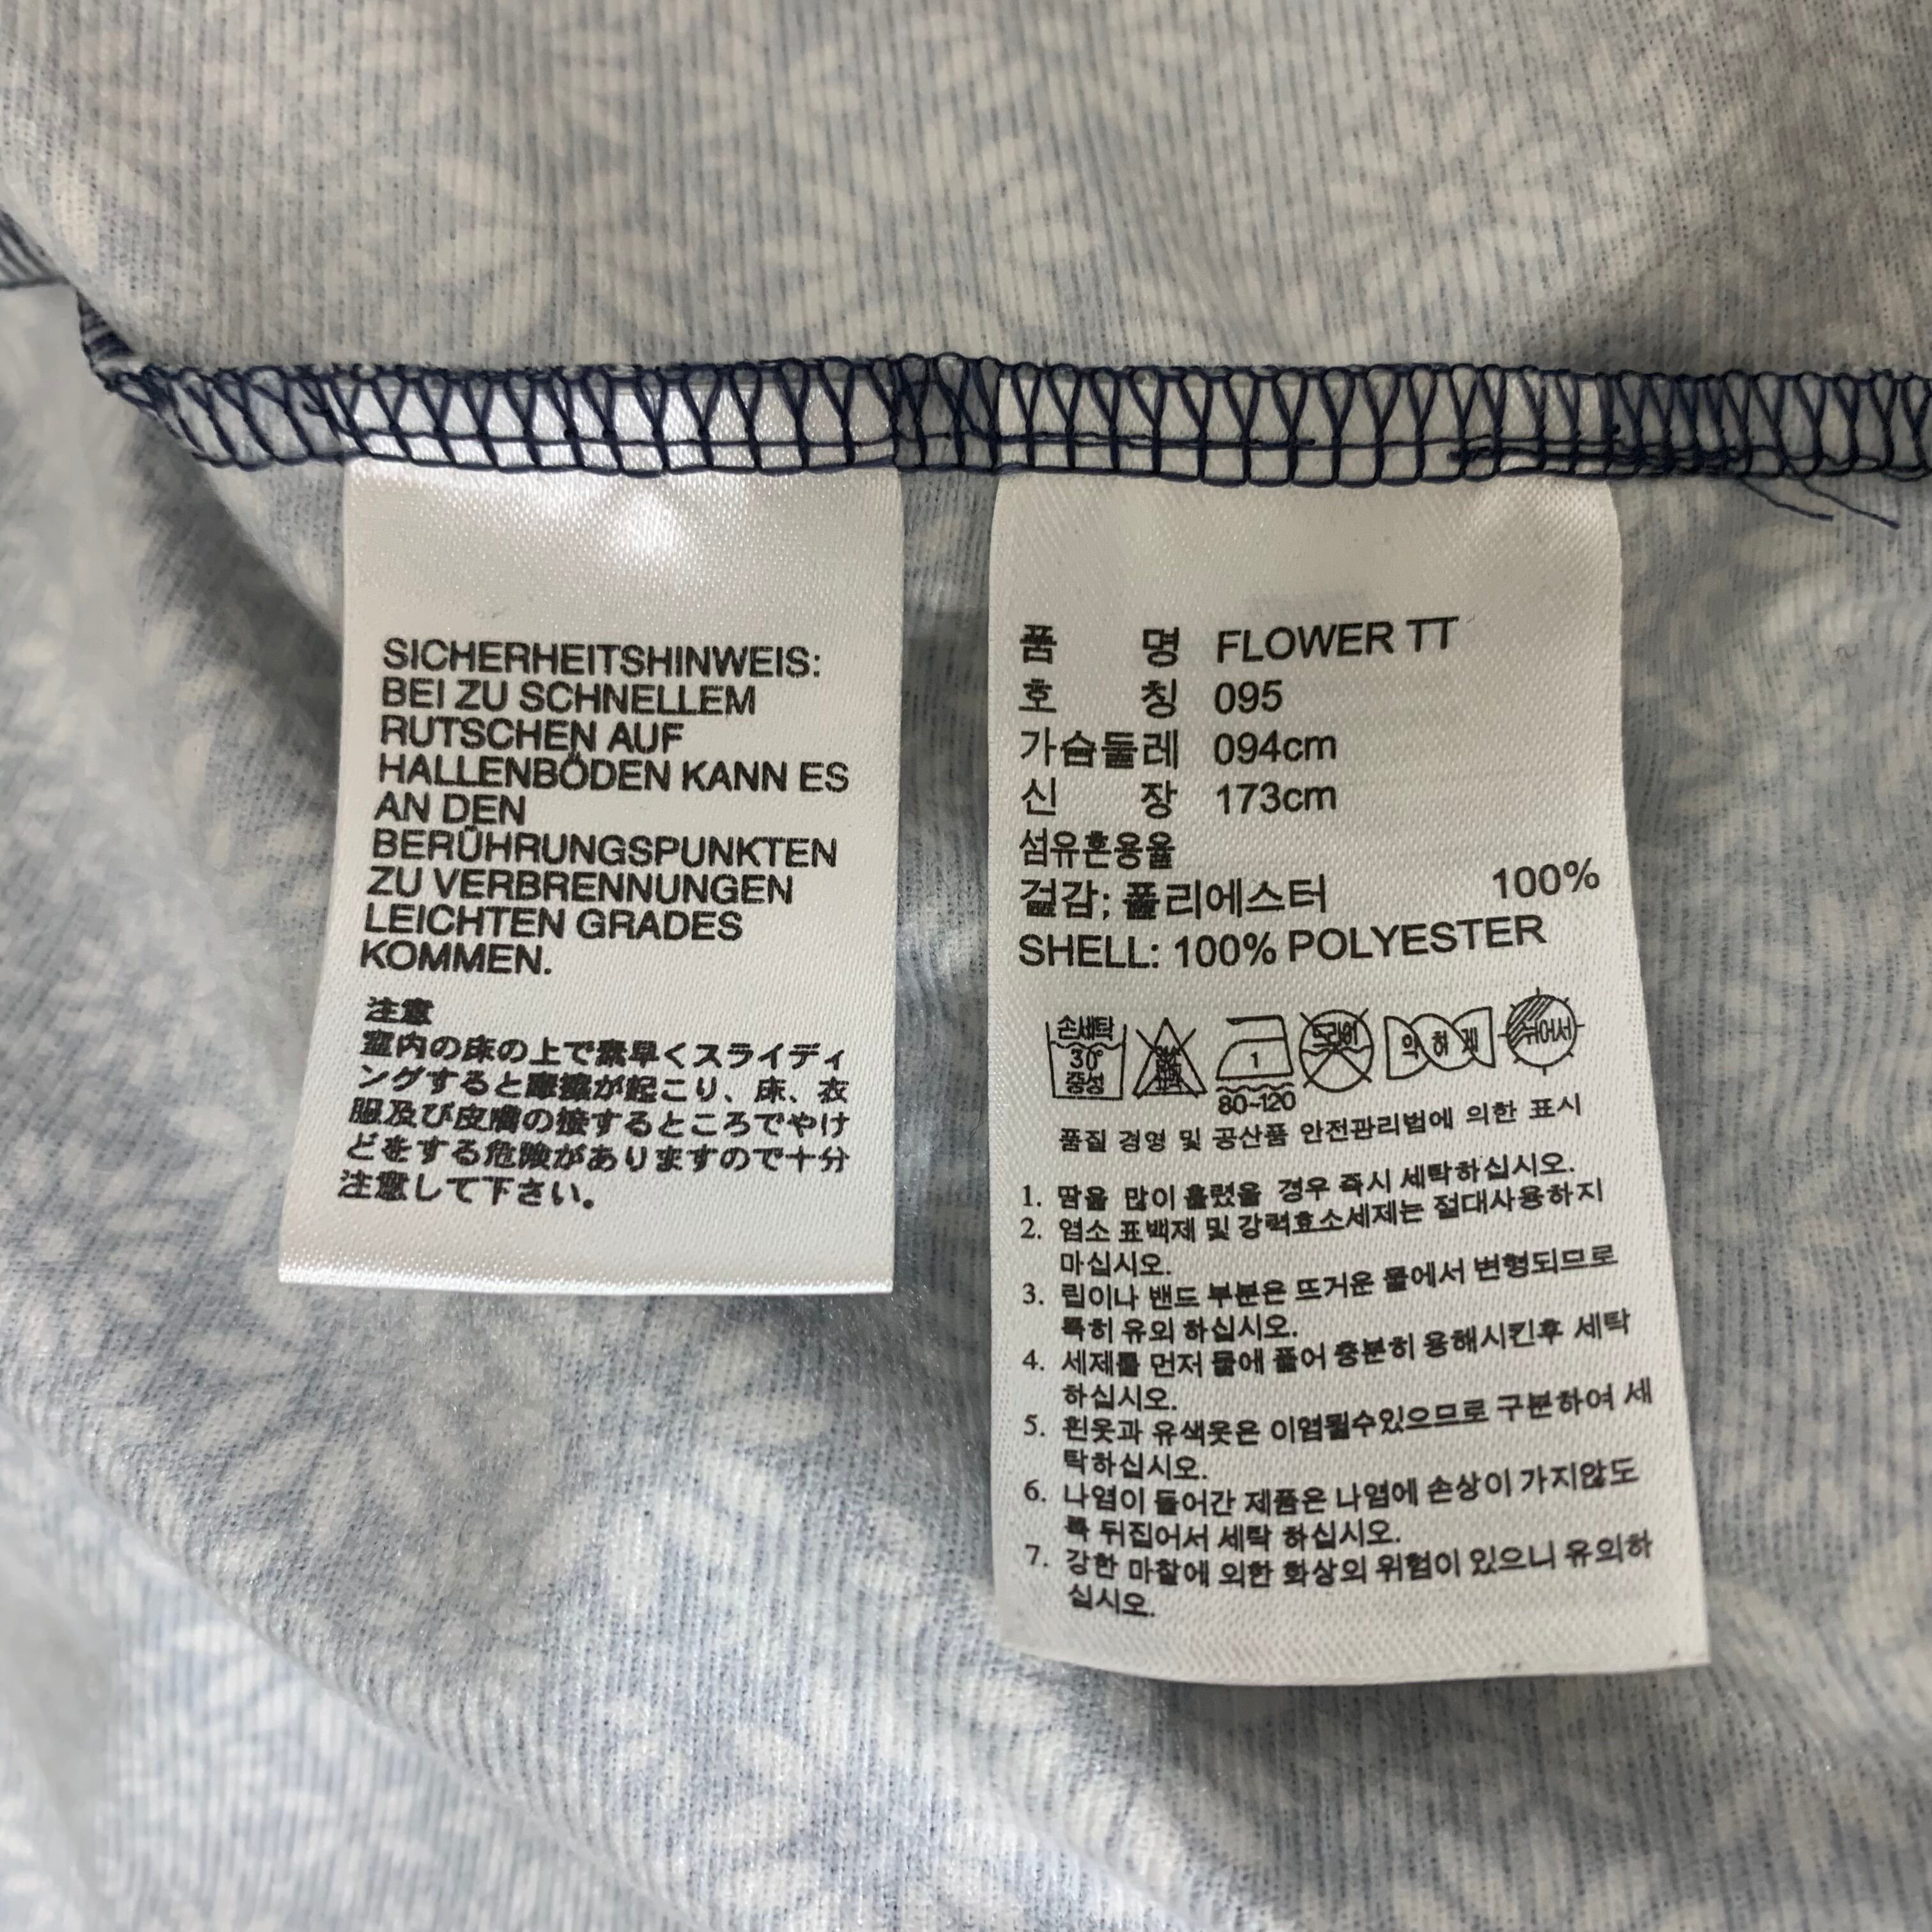 SICHERHEITSHINWEIS:
BEI ZU SCHNELLEM
RUTSCHEN AUF
HALLENBÖDEN KANN ES
AN DEN
BERÜHRUNGSPUNKTEN
ZU VERBRENNUNGEN
LEICHTEN GRADES
KOMMEN.
注意
室内の床の上で素早くスライディ
ングすると摩擦が起こり、床、衣
服及び皮膚の接するところでやけ
どをする危険がありますので十分
注意して下さい。
품 명 FLOWER TT
호 칭 095
가슴둘레 094cm
신 장 173cm
섬유혼용율
겉감; 폴리에스터 100%
SHELL: 100% POLYESTER
손세탁
30°
중성
1
80~120
드라이
약하게
뉘어서
품질 경영 및 공산품 안전관리법에 의한 표시
1. 땀을 많이 흘렸을 경우 즉시 세탁하십시오.
2. 염소 표백제 및 강력효소세제는 절대사용하지
마십시오.
3. 립이나 밴드 부분은 뜨거운 물에서 변형되므로
특히 유의 하십시오.
4. 세제를 먼저 물에 풀어 충분히 용해시킨후 세탁
하십시오.
5. 흰옷과 유색옷은 이염될수있으므로 구분하여 세
탁하십시오.
6. 나염이 들어간 제품은 나염에 손상이 가지않도
록 뒤집어서 세탁 하십시오.
7. 강한 마찰에 의한 화상의 위험이 있으니 유의하
십시오.